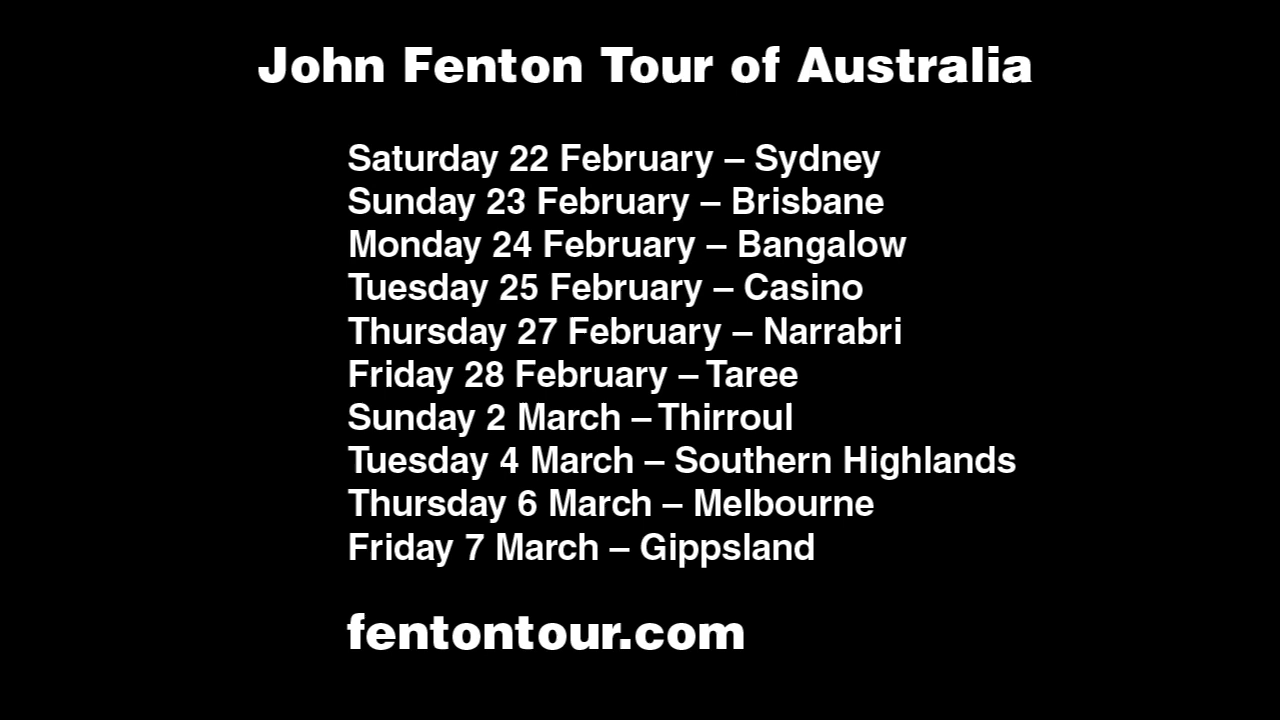 John Fenton Tour of Australia
Saturday 22 February – Sydney
Sunday 23 February – Brisbane
Monday 24 February – Bangalow
Tuesday 25 February – Casino
Thursday 27 February – Narrabri
Friday 28 February – Taree
Sunday 2 March – Thirroul
Tuesday 4 March – Southern Highlands
Thursday 6 March – Melbourne
Friday 7 March – Gippsland
fentontour.com